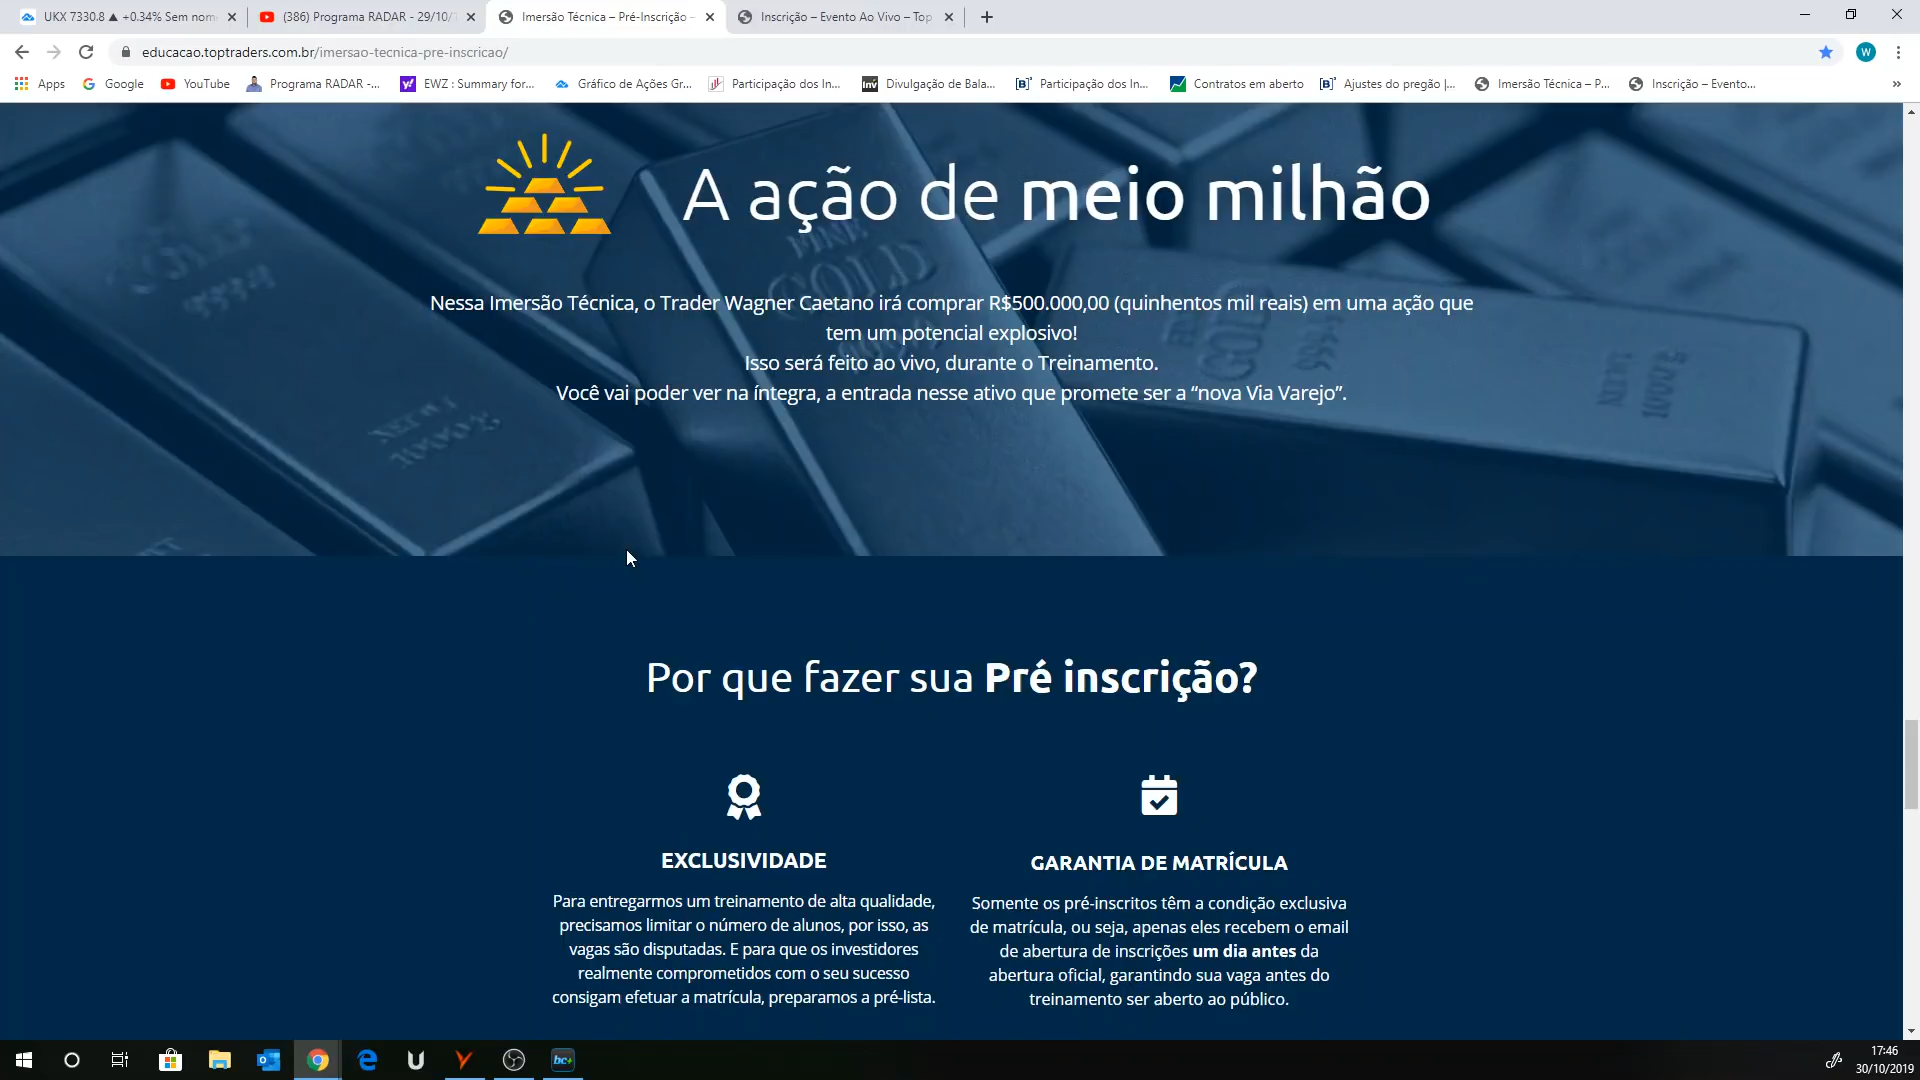 UKX 7330.8 ▲ +0.34% Sem nom
(386) Programa RADAR - 29/10/
Imersão Técnica – Pré-Inscrição –
Inscrição – Evento Ao Vivo – Top
educacao.toptraders.com.br/imersao-tecnica-pre-inscricao/
W
Apps
Google
YouTube
Programa RADAR -...
EWZ : Summary for...
Gráfico de Ações Gr...
Participação dos In...
Divulgação de Bala...
Participação dos In...
Contratos em aberto
Ajustes do pregão |...
Imersão Técnica – P...
Inscrição – Evento...
A ação de meio milhão
FINE
GOLD
Nessa Imersão Técnica, o Trader Wagner Caetano irá comprar R$500.000,00 (quinhentos mil reais) em uma ação que
tem um potencial explosivo!
Isso será feito ao vivo, durante o Treinamento.
Você vai poder ver na íntegra, a entrada nesse ativo que promete ser a “nova Via Varejo”.
Por que fazer sua Pré inscrição?
EXCLUSIVIDADE
Para entregarmos um treinamento de alta qualidade,
precisamos limitar o número de alunos, por isso, as
vagas são disputadas. E para que os investidores
realmente comprometidos com o seu sucesso
consigam efetuar a matrícula, preparamos a pré-lista.
GARANTIA DE MATRÍCULA
Somente os pré-inscritos têm a condição exclusiva
de matrícula, ou seja, apenas eles recebem o email
de abertura de inscrições um dia antes da
abertura oficial, garantindo sua vaga antes do
treinamento ser aberto ao público.
bc+
17:46
30/10/2019